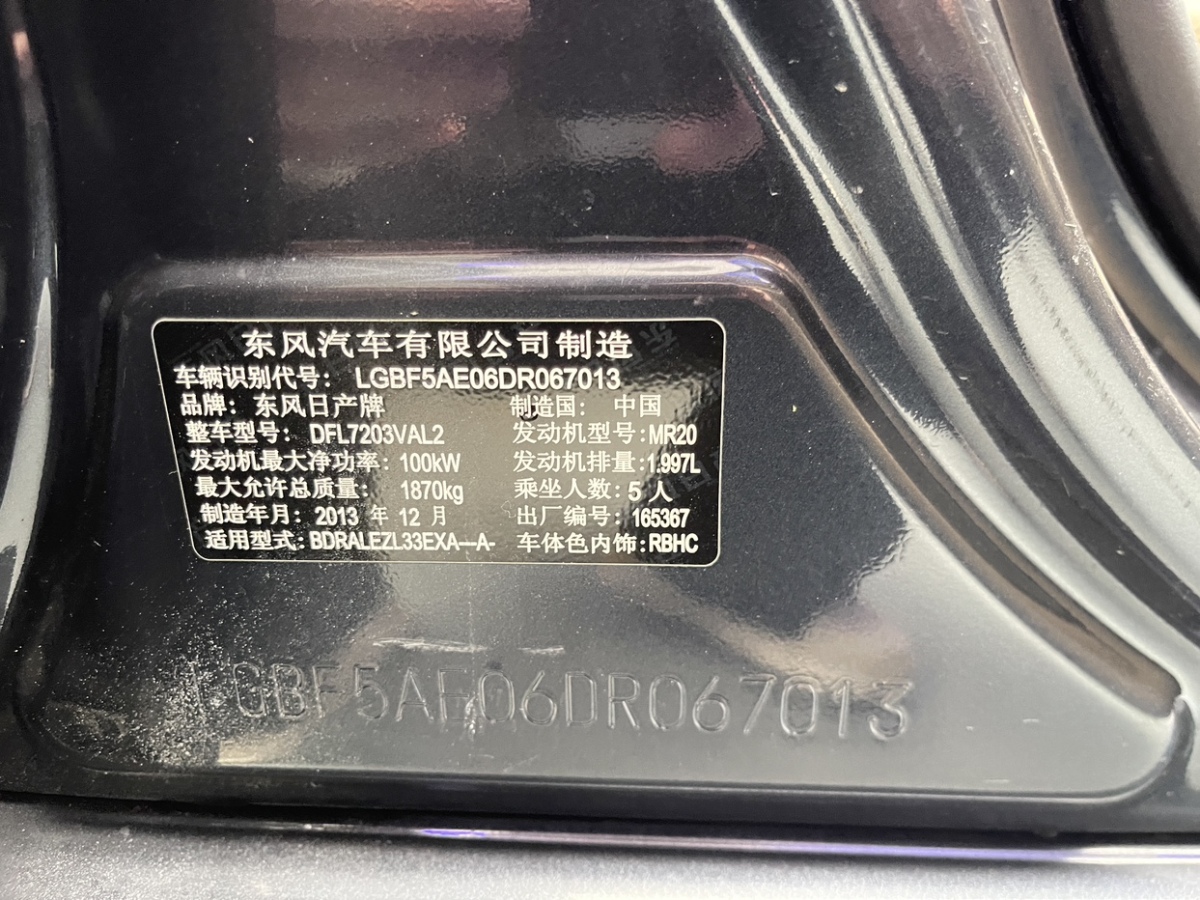 东风汽车有限公司制造
车辆识别代号: LGBF5AE06DR067013
品牌: 东风日产牌 制造国: 中国
整车型号: DFL7203VAL2 发动机型号:MR20
发动机最大净功率: 100kW 发动机排量:1.997L
最大允许总质量: 1870kg 乘坐人数:5 人
制造年月: 2013 年 12 月 出厂编号: 165367
适用型式: BDRALEZL33EXA—A- 车体色内饰:RBHC
LGBF5AE06DR067013